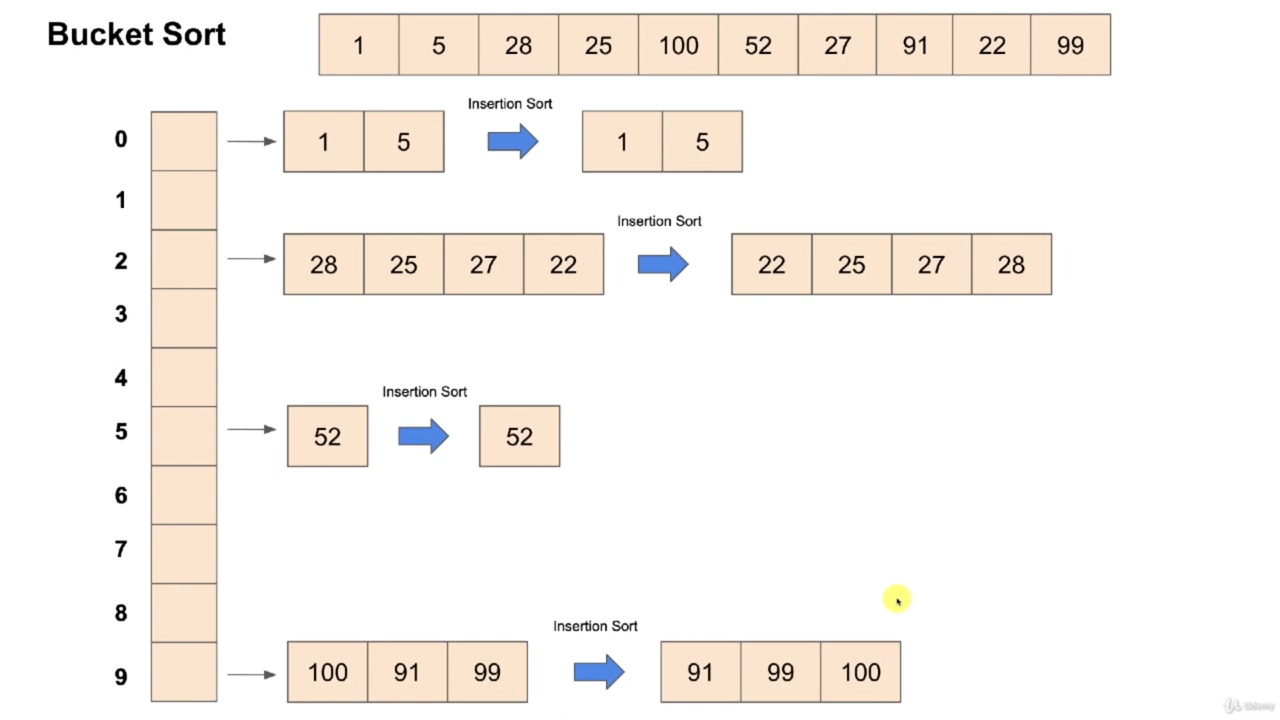 Bucket Sort
1 5 28 25 100 52 27 91 22 99
Insertion Sort
0 1 5 1 5
1
Insertion Sort
2 28 25 27 22 22 25 27 28
3
4
Insertion Sort
5 52 52
6
7
8
Insertion Sort
9 100 91 99 91 99 100
Udemy